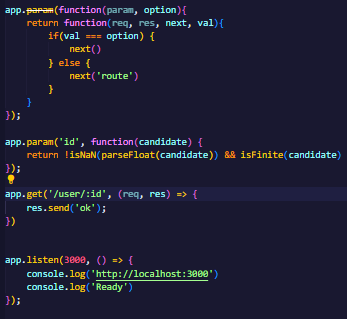 app.param(function(param, option){
    return function(req, res, next, val){
        if(val === option) {
            next()
        } else {
            next('route')
        }
    }
});
app.param('id', function(candidate) {
    return !isNaN(parseFloat(candidate)) && isFinite(candidate)
});
app.get('/user/:id', (req, res) => {
    res.send('ok');
})
app.listen(3000, () => {
    console.log('http://localhost:3000')
    console.log('Ready')
});